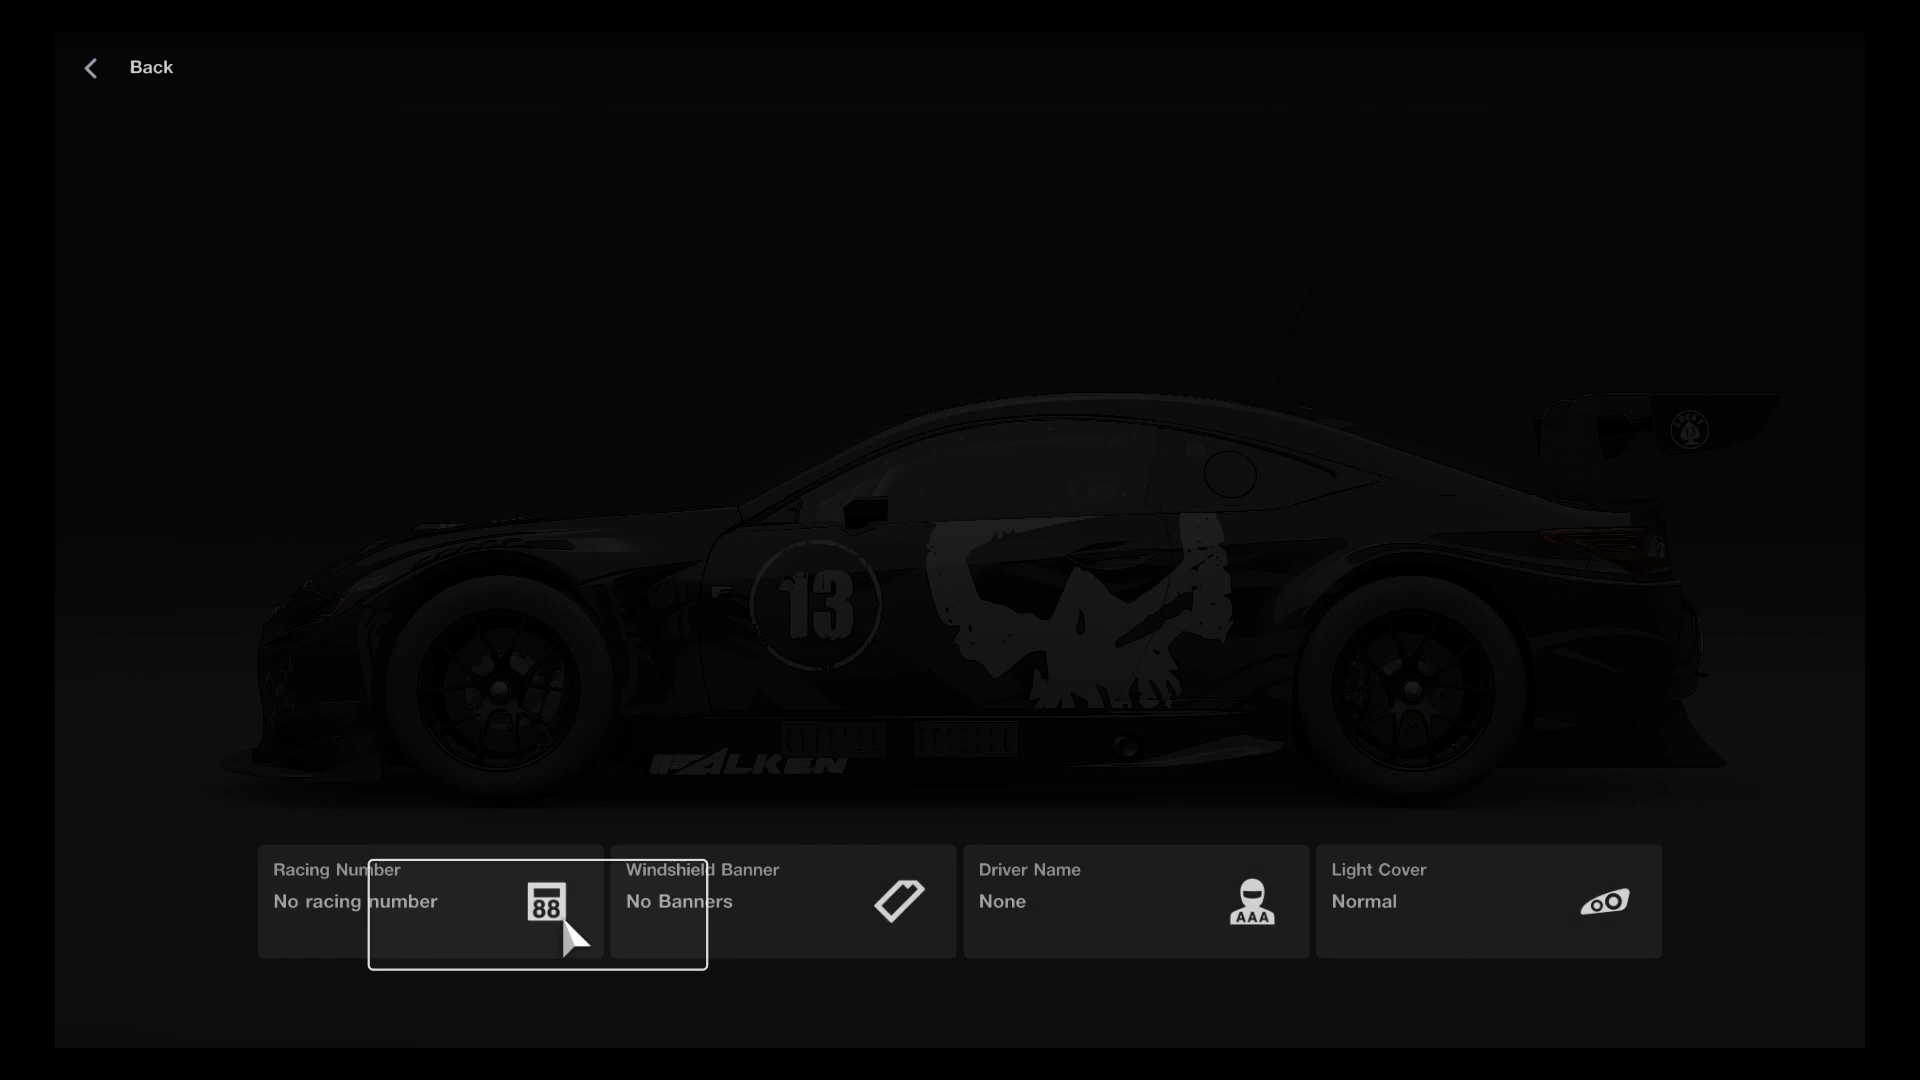 Back
LUCKY
13
FALKEN
Racing Number
No racing number
88
Windshield Banner
No Banners
Driver Name
None
AAA
Light Cover
Normal